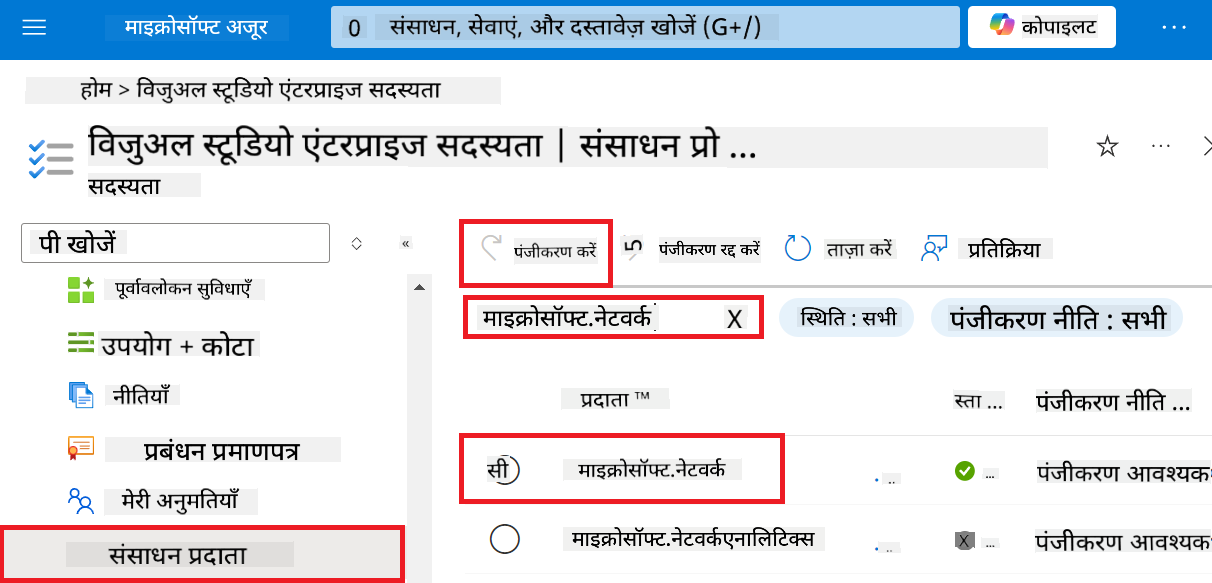 माइक्रोसॉफ्ट अजूर
0 संसाधन, सेवाएं, और दस्तावेज़ खोजें (G+/)
कोपाइलट
...
होम > विजुअल स्टूडियो एंटरप्राइज सदस्यता
विजुअल स्टूडियो एंटरप्राइज सदस्यता | संसाधन प्रो ...
सदस्यता
पी खोजें
«
पूर्वावलोकन सुविधाएँ
उपयोग + कोटा
नीतियाँ
प्रबंधन प्रमाणपत्र
मेरी अनुमतियाँ
संसाधन प्रदाता
पंजीकरण करें
5 पंजीकरण रद्द करें
ताज़ा करें
प्रतिक्रिया
माइक्रोसॉफ्ट.नेटवर्क X
स्थिति : सभी
पंजीकरण नीति : सभी
प्रदाता ™ स्ता ... पंजीकरण नीति ...
सी माइक्रोसॉफ्ट.नेटवर्क ... ... पंजीकरण आवश्यक
माइक्रोसॉफ्ट.नेटवर्कएनालिटिक्स ... X ... पंजीकरण आवश्यक